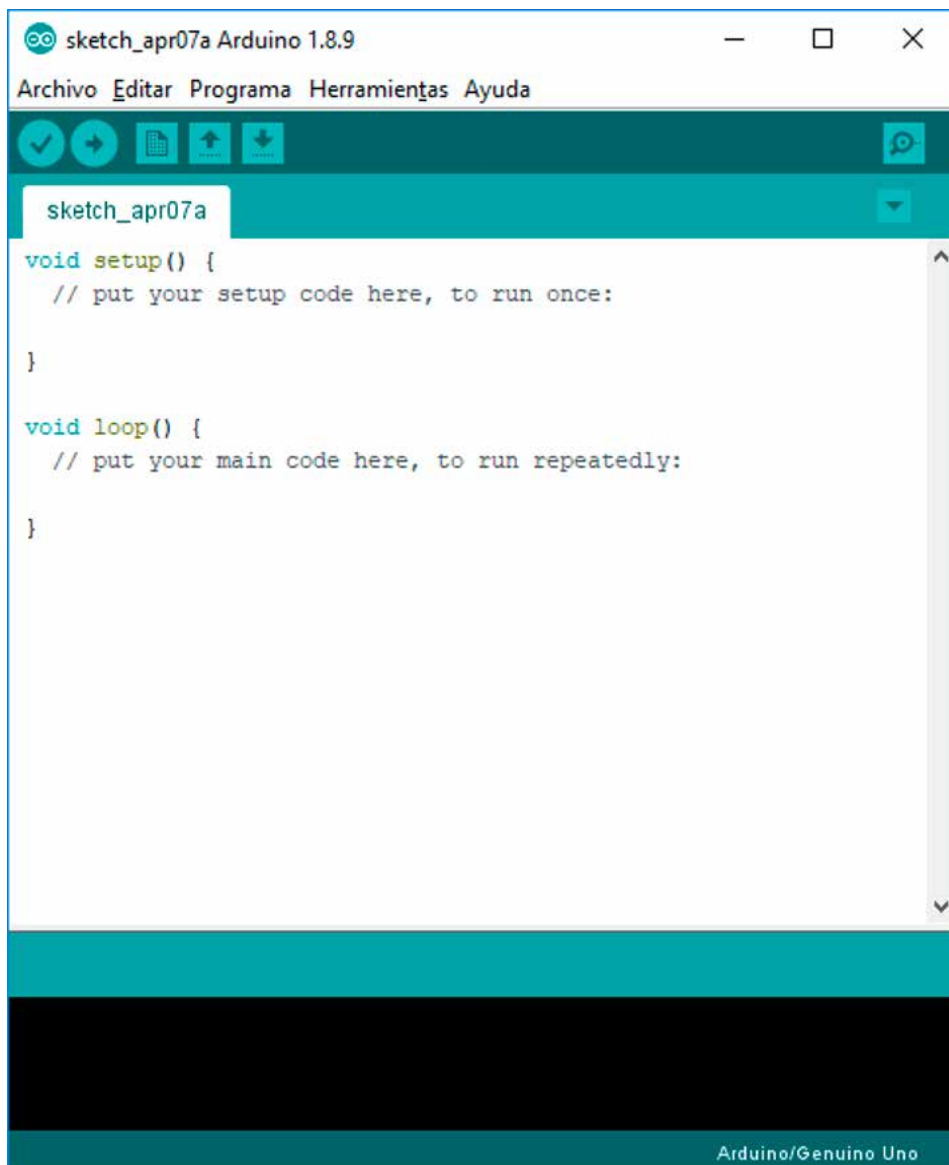 sketch_apr07a Arduino 1.8.9
Archivo Editar Programa Herramientas Ayuda
sketch_apr07a
void setup() {
  // put your setup code here, to run once:
}
void loop() {
  // put your main code here, to run repeatedly:
}
Arduino/Genuino Uno